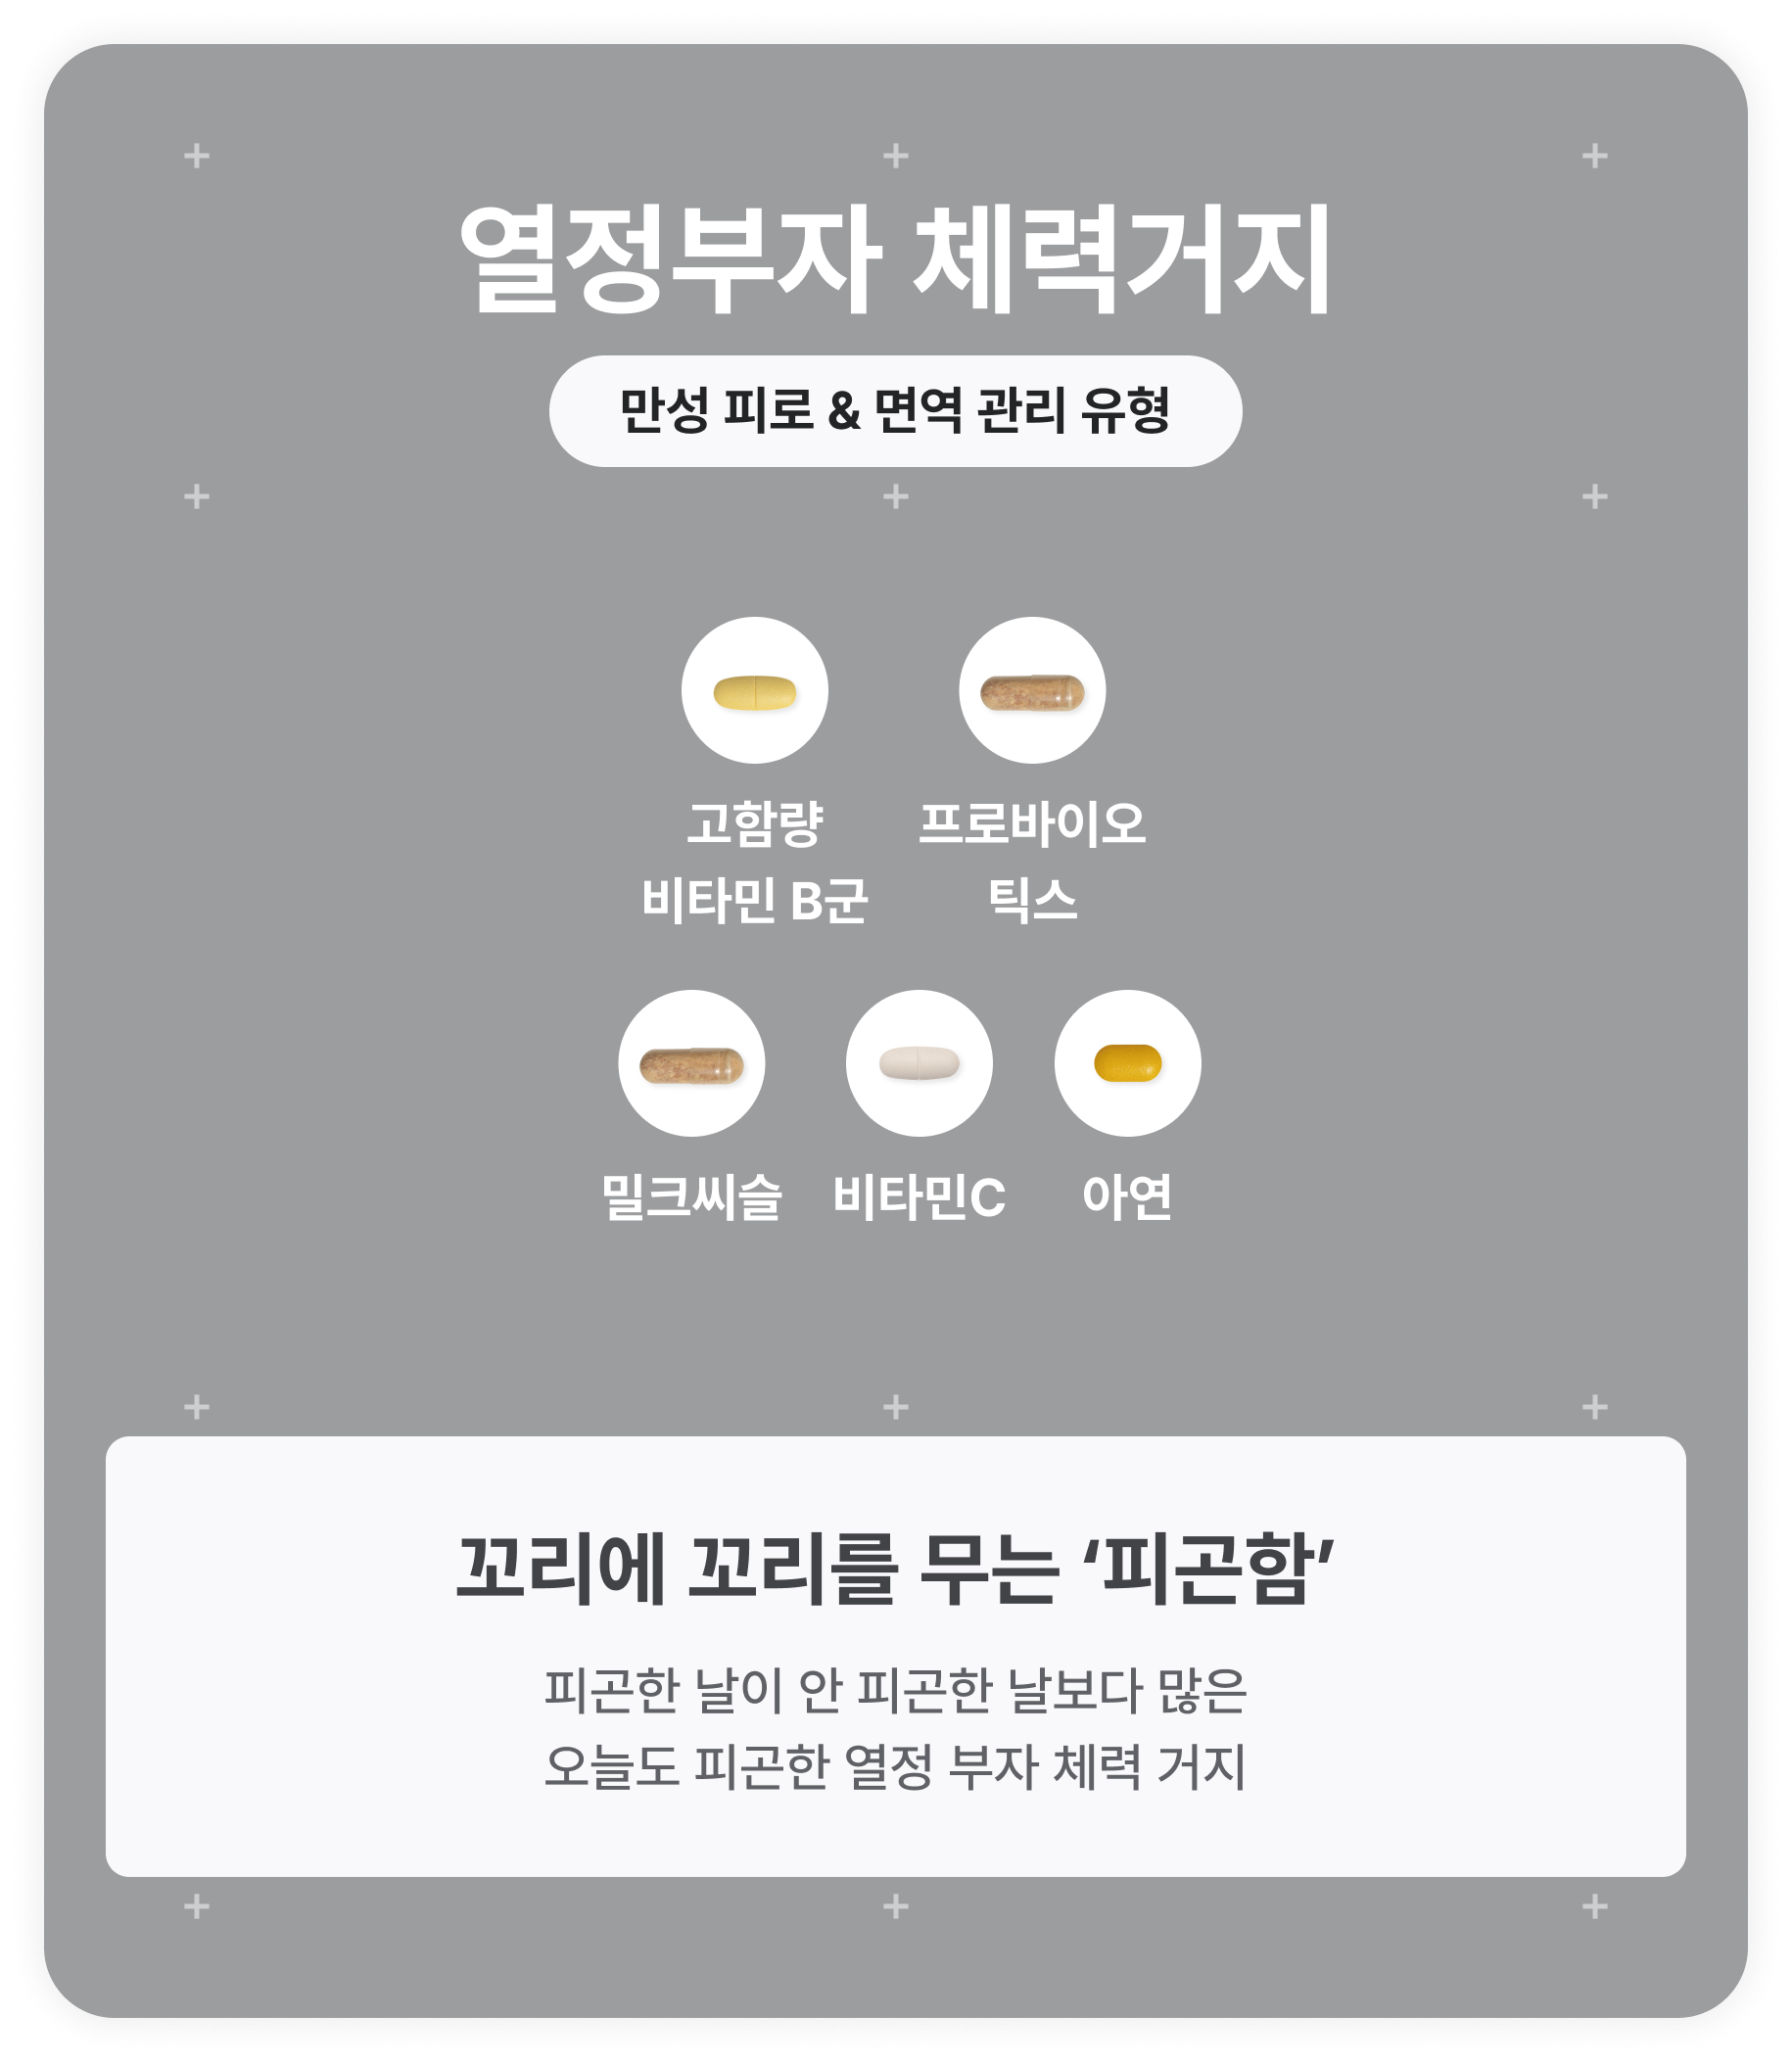 열정부자 체력거지
만성 피로 & 면역 관리 유형
고함량
비타민 B군
프로바이오
틱스
밀크씨슬
비타민C
아연
꼬리에 꼬리를 무는 ‘피곤함’
피곤한 날이 안 피곤한 날보다 많은
오늘도 피곤한 열정 부자 체력 거지